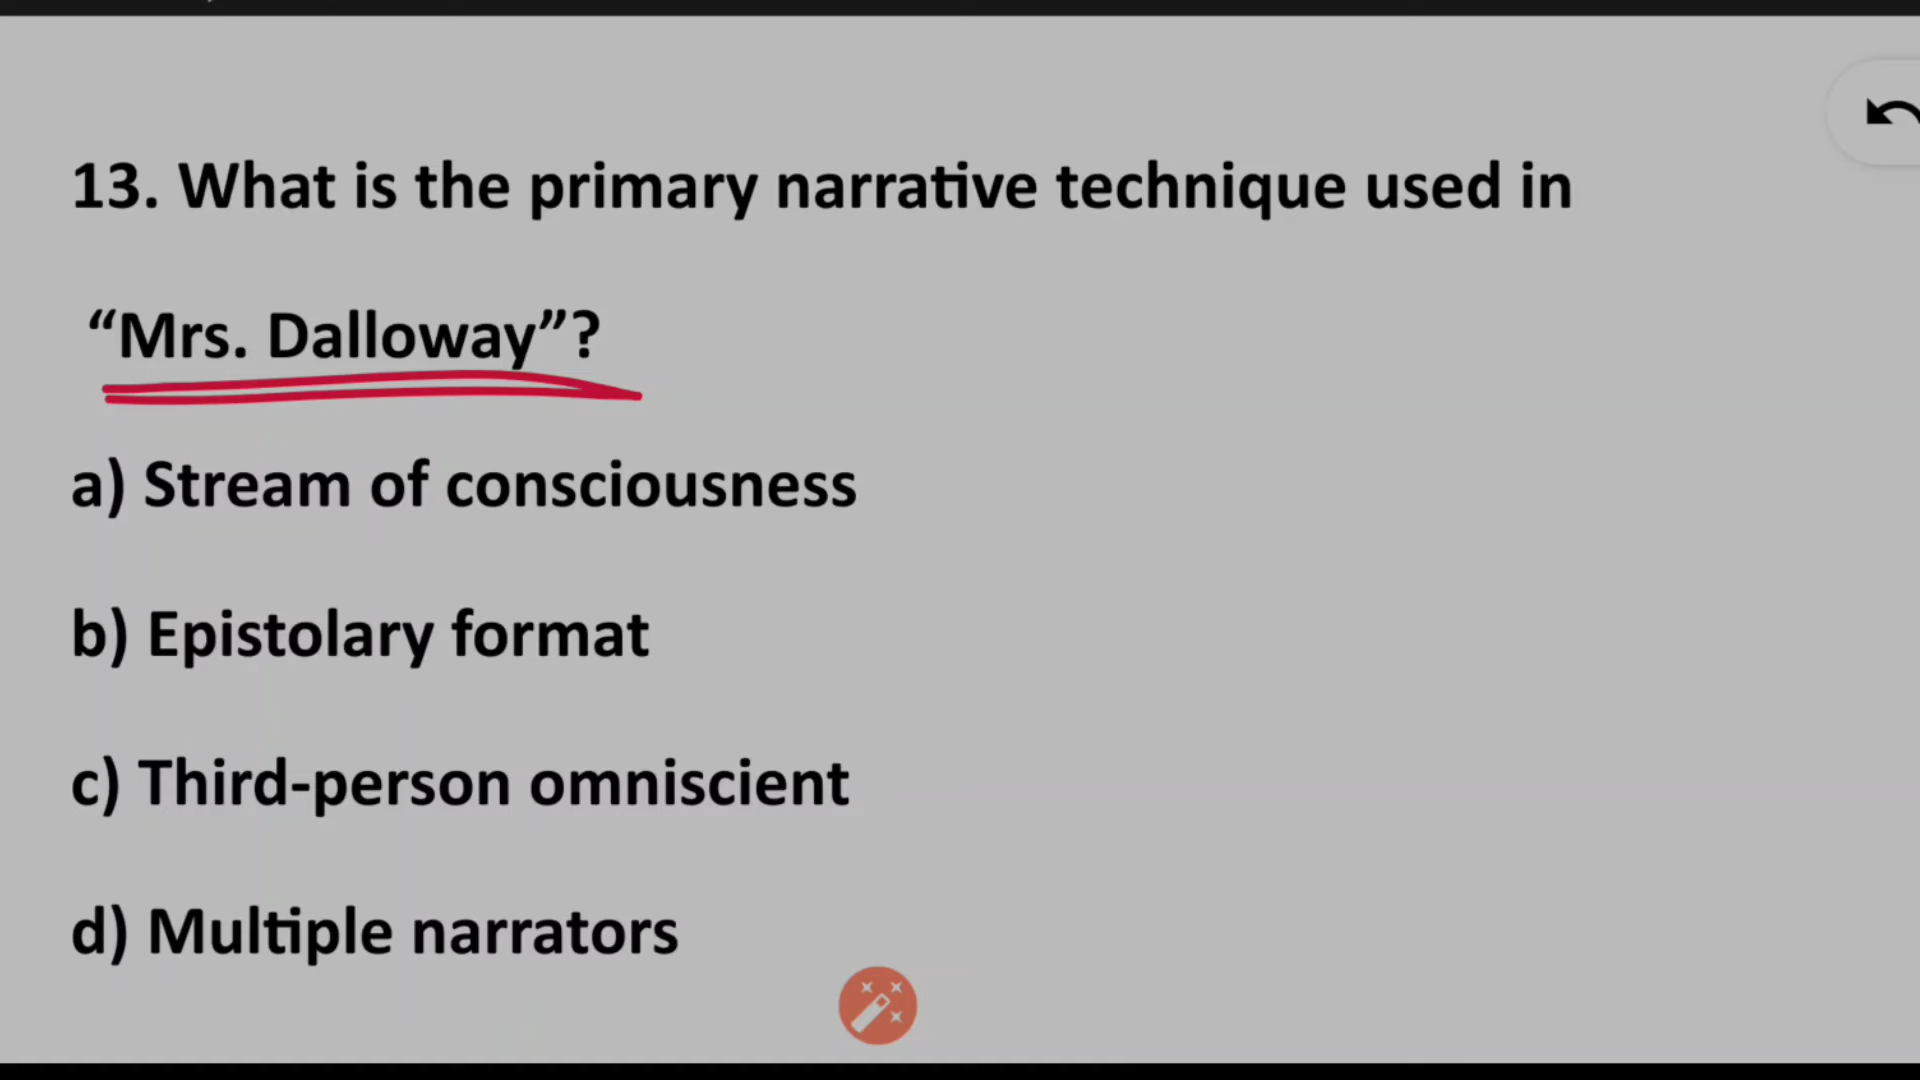 13. What is the primary narrative technique used in
“Mrs. Dalloway”?
a) Stream of consciousness
b) Epistolary format
c) Third-person omniscient
d) Multiple narrators